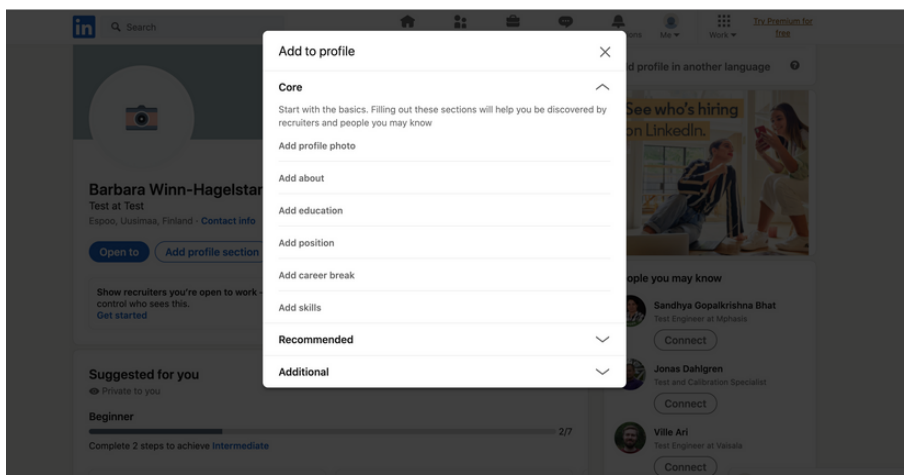 in
Search
ons
Me
Work
Try Premium for
free
Add to profile
Core
Start with the basics. Filling out these sections will help you be discovered by
recruiters and people you may know
Add profile photo
Add about
Add education
Add position
Add career break
Add skills
Recommended
Additional
Barbara Winn-Hagelstar
Test at Test
Espoo, Uusimaa, Finland · Contact info
Open to
Add profile section
Show recruiters you're open to work –
control who sees this.
Get started
Suggested for you
Private to you
Beginner
2/7
Complete 2 steps to achieve Intermediate
d profile in another language
See who's hiring
on LinkedIn.
ople you may know
Sandhya Gopalkrishna Bhat
Test Engineer at Mphasis
Connect
Jonas Dahlgren
Test and Calibration Specialist
Connect
Ville Ari
Test Engineer at Vaisala
Connect